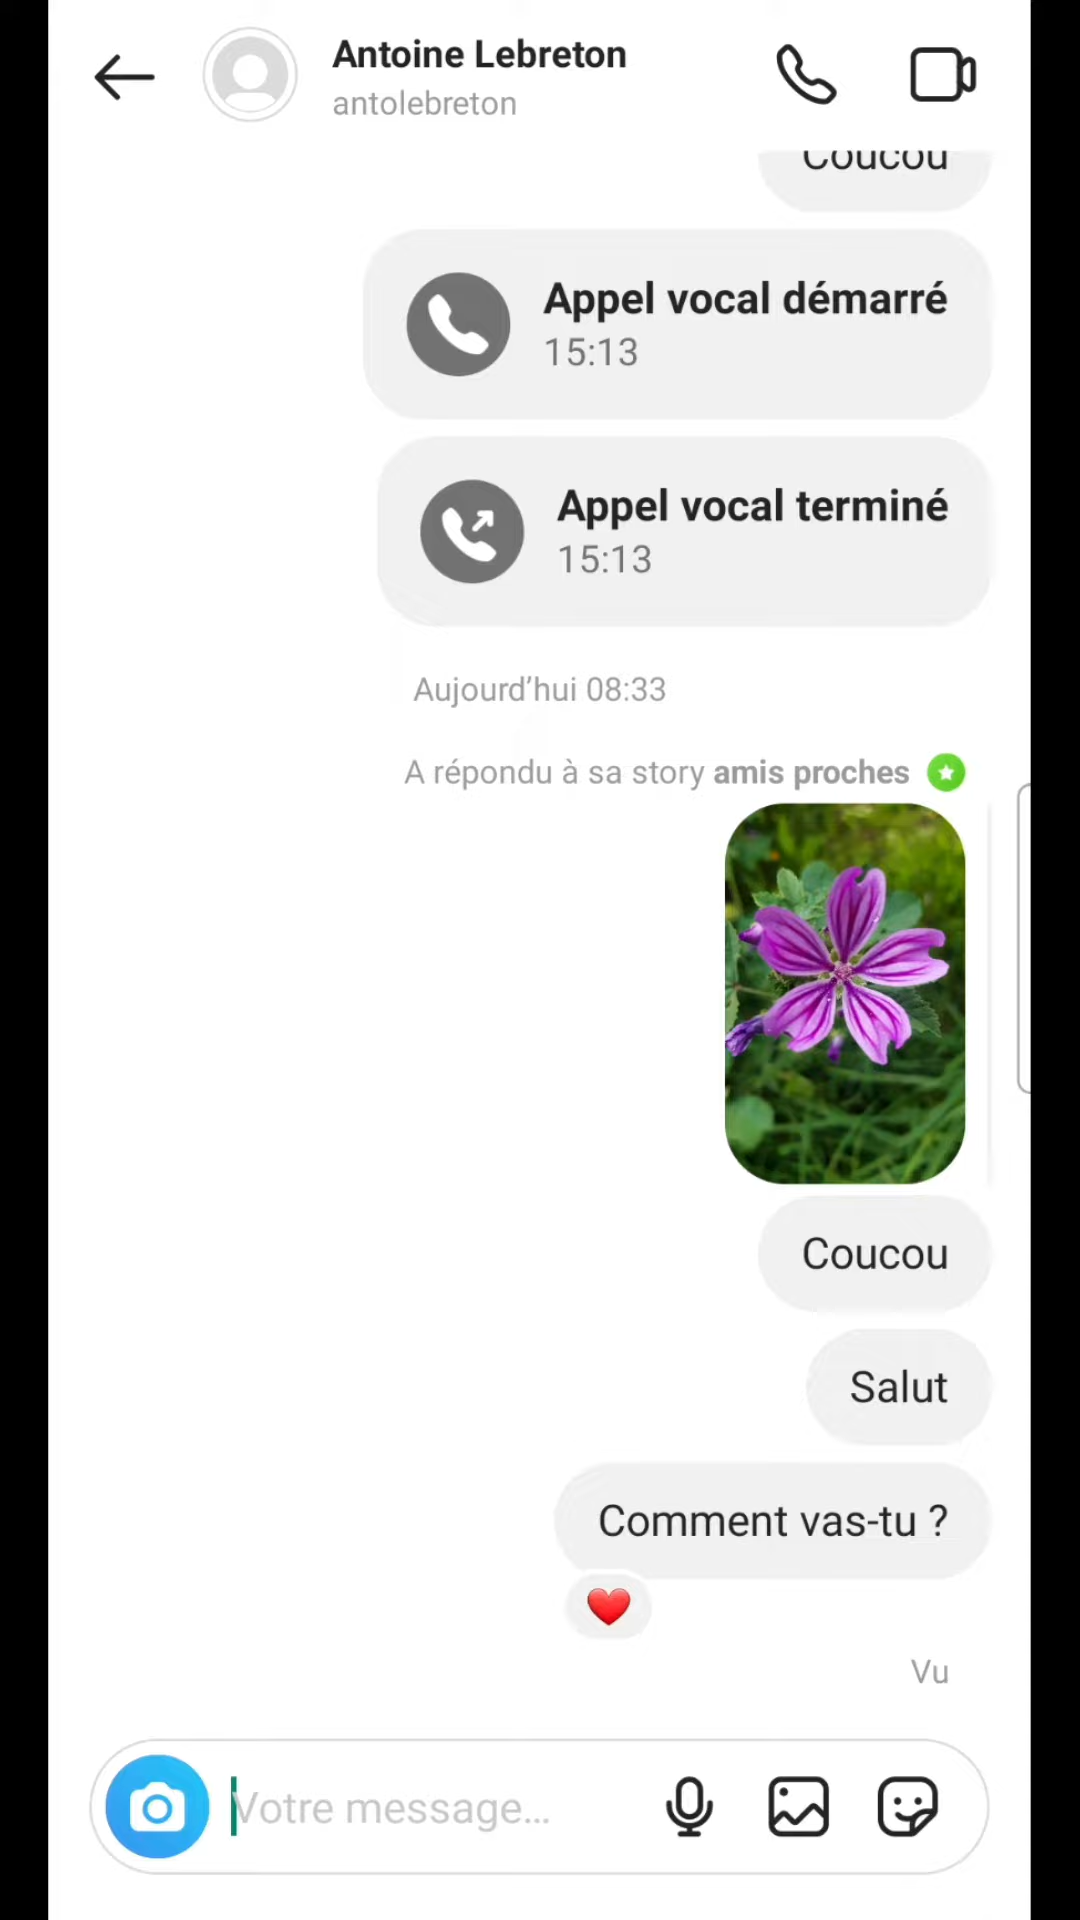 Antoine Lebreton
antolebreton
Coucou
Appel vocal démarré
15:13
Appel vocal terminé
15:13
Aujourd’hui 08:33
A répondu à sa story amis proches
Coucou
Salut
Comment vas-tu ?
Vu
Votre message...